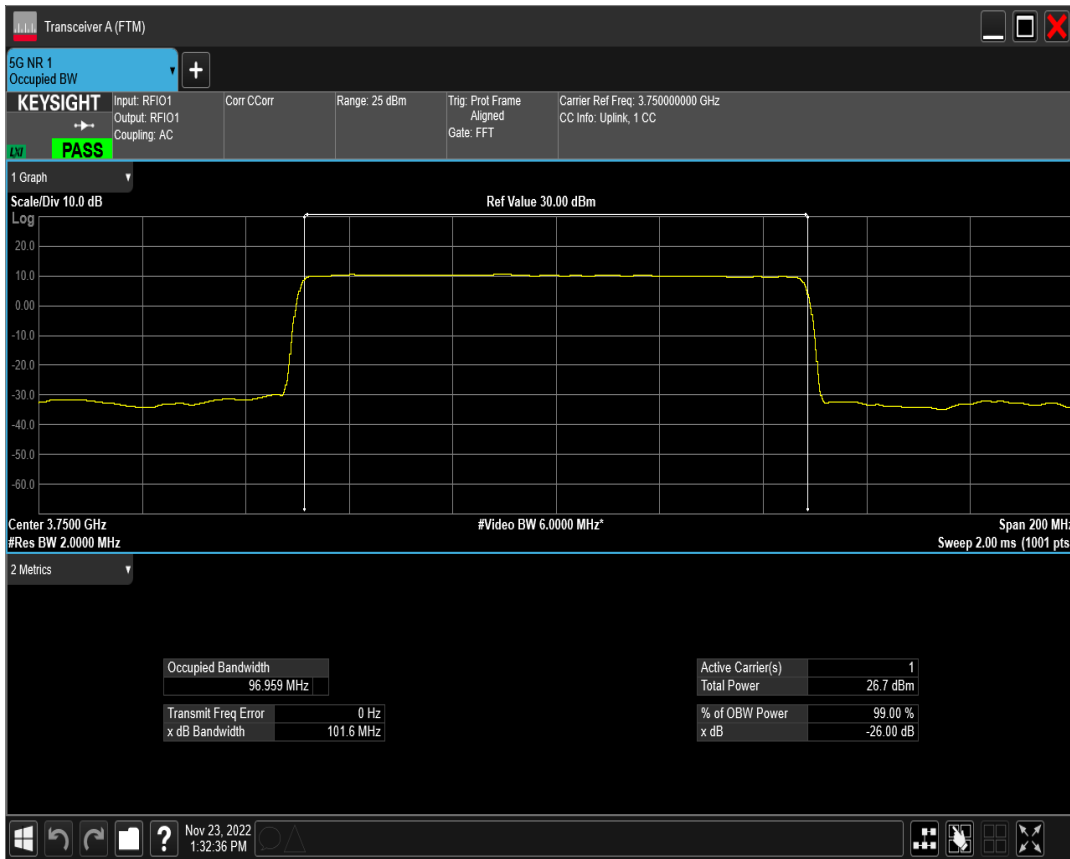 Transceiver A (FTM)
5G NR 1
Occupied BW
+
KEYSIGHT
LXI
PASS
Input: RFIO1
Output: RFIO1
Coupling: AC
Corr CCorr
Range: 25 dBm
Trig: Prot Frame
Aligned
Gate: FFT
Carrier Ref Freq: 3.750000000 GHz
CC Info: Uplink, 1 CC
1 Graph
Scale/Div 10.0 dB
Ref Value 30.00 dBm
Log
20.0
10.0
0.00
-10.0
-20.0
-30.0
-40.0
-50.0
-60.0
Center 3.7500 GHz
#Video BW 6.0000 MHz*
Span 200 MHz
#Res BW 2.0000 MHz
Sweep 2.00 ms (1001 pts
2 Metrics
Occupied Bandwidth
96.959 MHz
Transmit Freq Error 0 Hz
x dB Bandwidth 101.6 MHz
Active Carrier(s) 1
Total Power 26.7 dBm
% of OBW Power 99.00 %
x dB -26.00 dB
?
Nov 23, 2022
1:32:36 PM